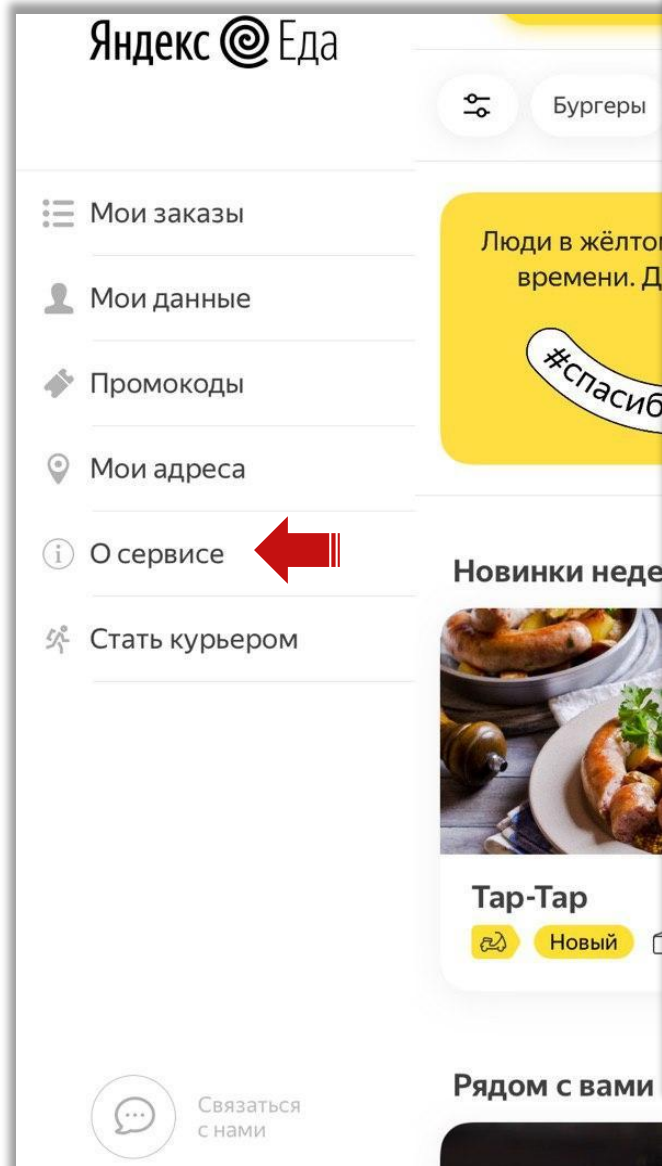 Яндекс Еда
Мои заказы
Мои данные
Промокоды
Мои адреса
О сервисе
Стать курьером
Связаться
с нами
Бургеры
Люди в жёлто
времени. Д
#спасиб
Новинки неде
Тар-Тар
Новый
Рядом с вами